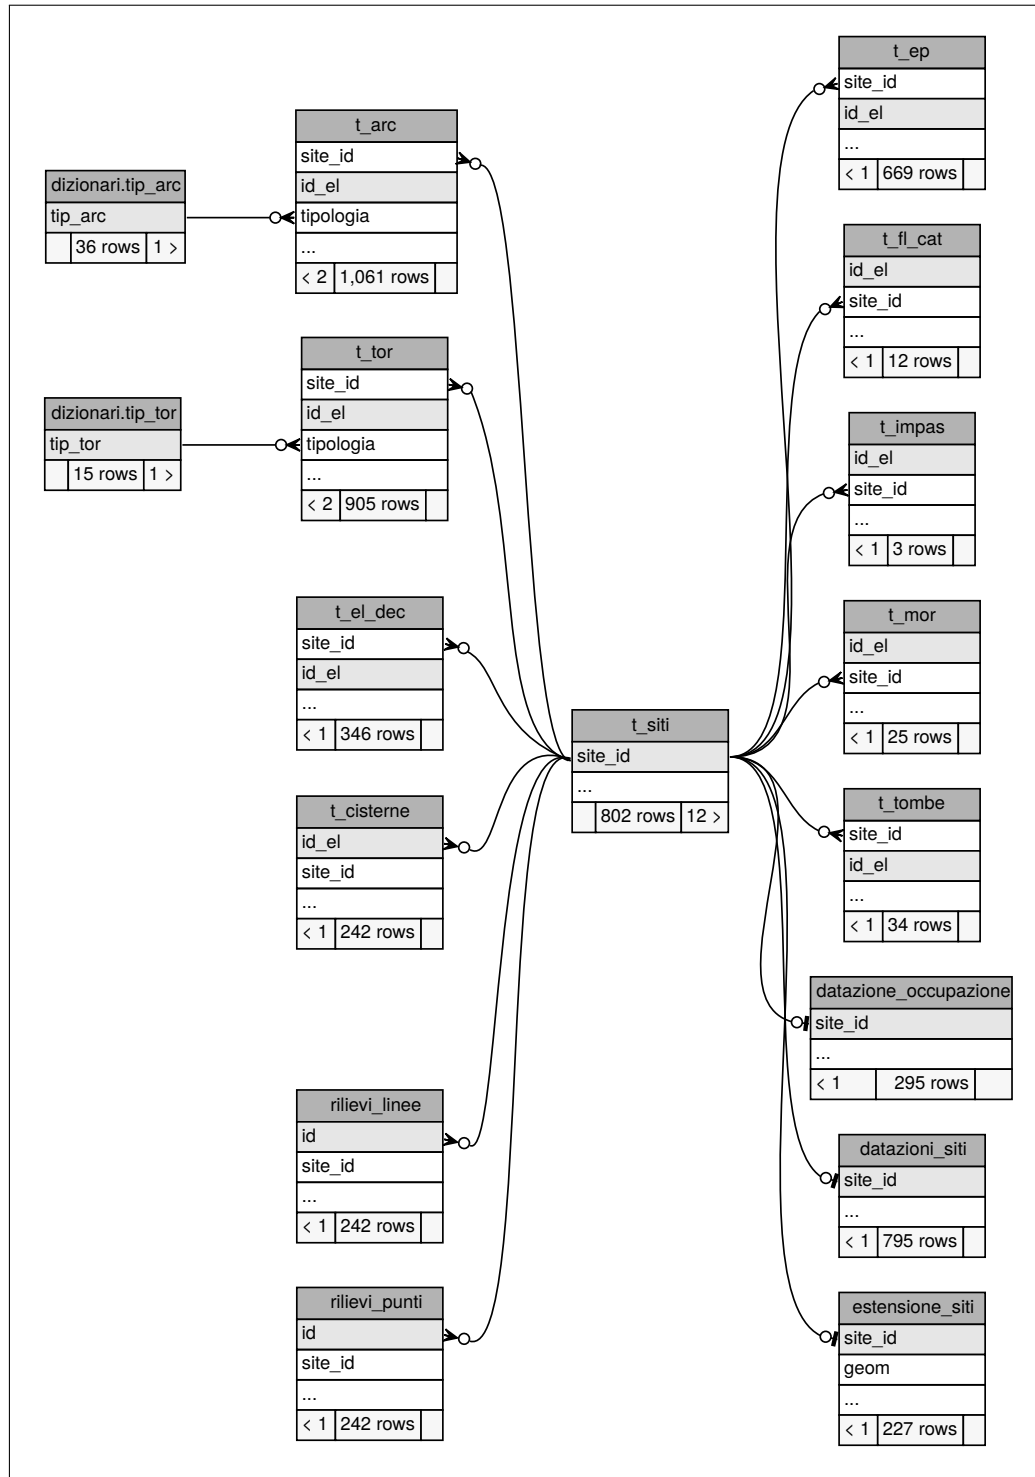 dizionari.tip_arc
tip_arc
36 rows 1 >
dizionari.tip_tor
tip_tor
15 rows 1 >
t_arc
site_id
id_el
tipologia
...
< 2 1,061 rows
t_tor
site_id
id_el
tipologia
...
< 2 905 rows
t_el_dec
site_id
id_el
...
< 1 346 rows
t_cisterne
id_el
site_id
...
< 1 242 rows
rilievi_linee
id
site_id
...
< 1 242 rows
rilievi_punti
id
site_id
...
< 1 242 rows
t_siti
site_id
...
802 rows 12 >
t_ep
site_id
id_el
...
< 1 669 rows
t_fl_cat
id_el
site_id
...
< 1 12 rows
t_impas
id_el
site_id
...
< 1 3 rows
t_mor
id_el
site_id
...
< 1 25 rows
t_tombe
site_id
id_el
...
< 1 34 rows
datazione_occupazione
site_id
...
< 1 295 rows
datazioni_siti
site_id
...
< 1 795 rows
estensione_siti
site_id
geom
...
< 1 227 rows